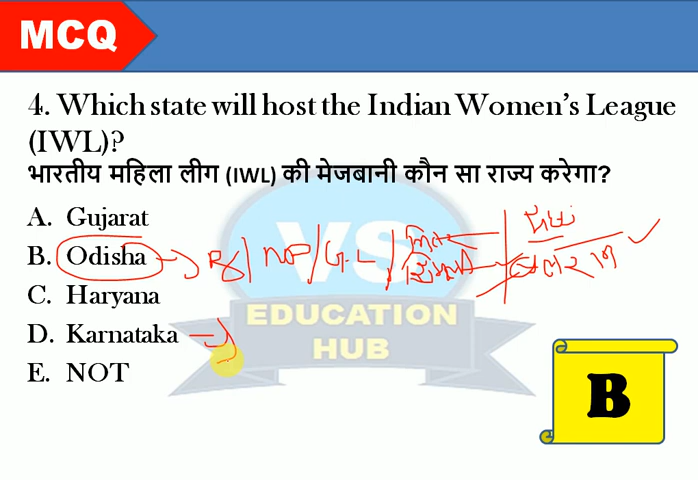 MCQ
4. Which state will host the Indian Women's League
(IWL)?
भारतीय महिला लीग (IWL) की मेजबानी कौन सा राज्य करेगा?
A. Gujarat
B. Odisha
C. Haryana
D. Karnataka
E. NOT
VS
EDUCATION
HUB
B